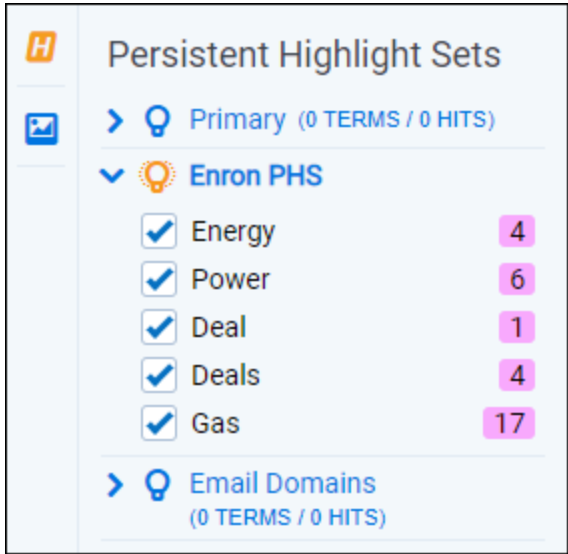 H
Persistent Highlight Sets
Primary (0 TERMS / 0 HITS)
Enron PHS
Energy 4
Power 6
Deal 1
Deals 4
Gas 17
Email Domains
(0 TERMS / 0 HITS)